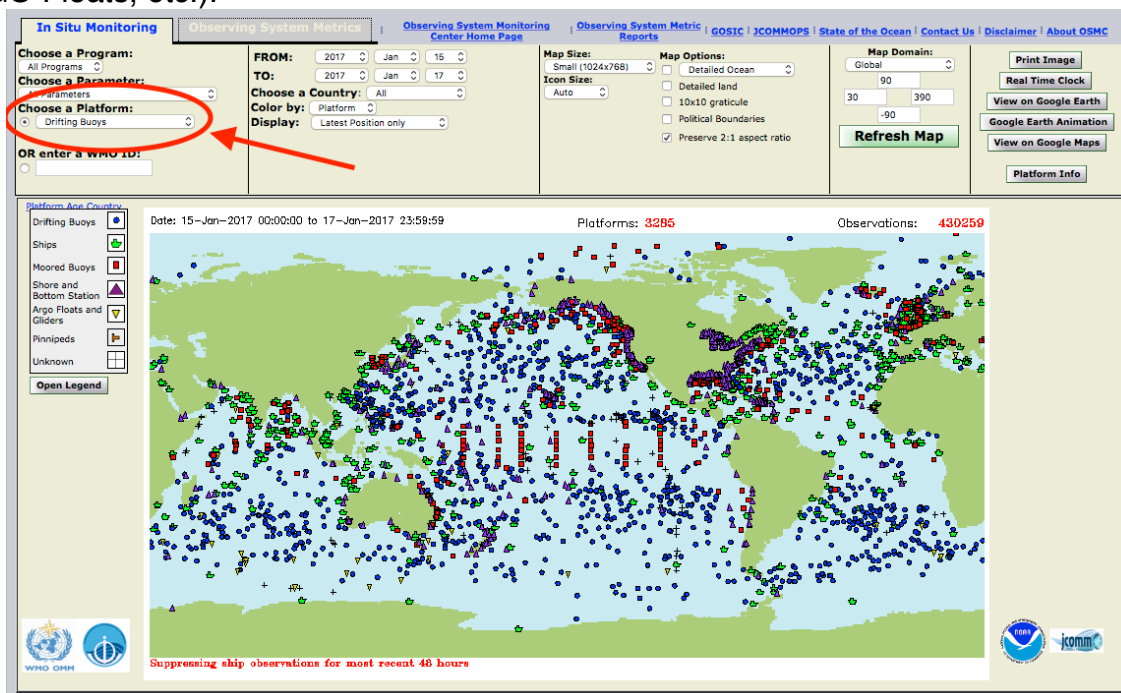 GS Floats, etc.).
In Situ Monitoring
Observing System Metrics
Observing System Monitoring
Center Home Page
Observing System Metric
Reports
GOSIC JCOMMOPS State of the Ocean Contact Us Disclaimer About OSMC
Choose a Program:
All Programs
Choose a Parameter:
All Parameters
Choose a Platform:
Drifting Buoys
OR enter a WMO ID:
FROM: 2017 Jan 15
TO: 2017 Jan 17
Choose a Country: All
Color by: Platform
Display: Latest Position only
Map Size:
Small (1024x768)
Icon Size:
Auto
Map Options:
Detailed Ocean
Detailed land
10x10 graticule
Political Boundaries
Preserve 2:1 aspect ratio
Map Domain:
Global
90
30 390
-90
Refresh Map
Print Image
Real Time Clock
View on Google Earth
Google Earth Animation
View on Google Maps
Platform Info
Platform Age Country
Drifting Buoys
Ships
Moored Buoys
Shore and
Bottom Station
Argo Floats and
Gliders
Pinnipeds
Unknown
Open Legend
Date: 15-Jan-2017 00:00:00 to 17-Jan-2017 23:59:59
Platforms: 3285
Observations: 430259
Suppressing ship observations for most recent 48 hours
WMO OMM
NOAA
jcomm